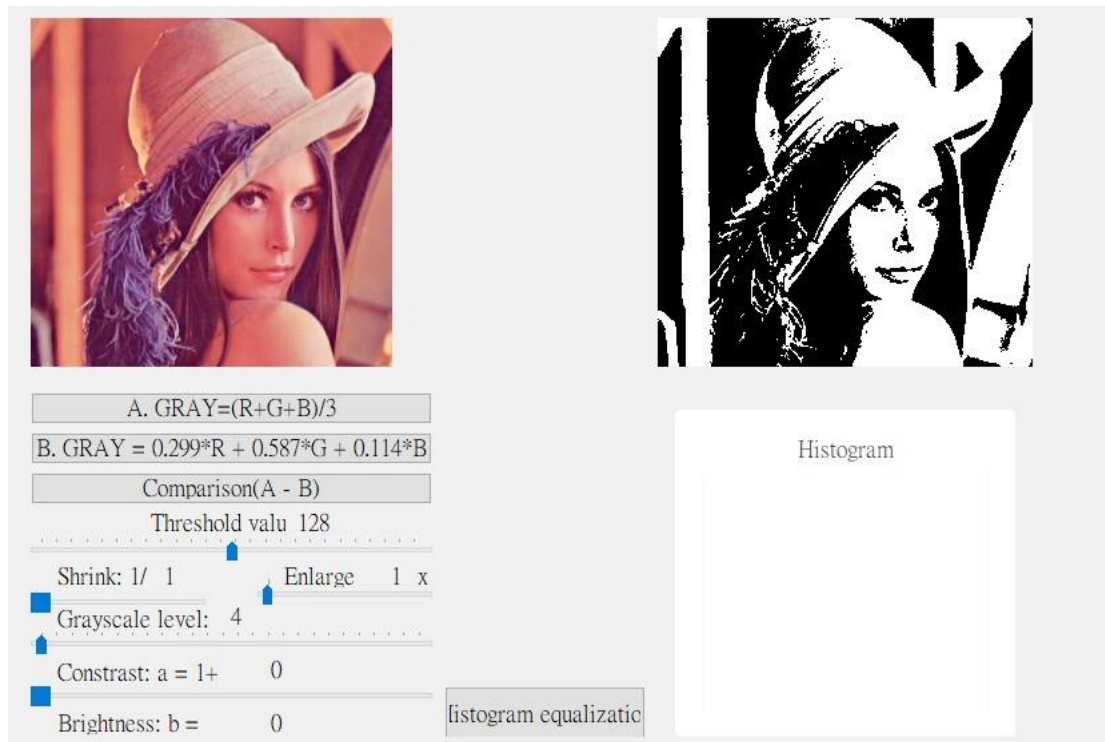 A. GRAY=(R+G+B)/3
B. GRAY = 0.299*R + 0.587*G + 0.114*B
Comparison(A - B)
Threshold valu 128
Shrink: 1/ 1 Enlarge 1 x
Grayscale level: 4
Constrast: a = 1+ 0
Brightness: b = 0
listogram equalizatic
Histogram